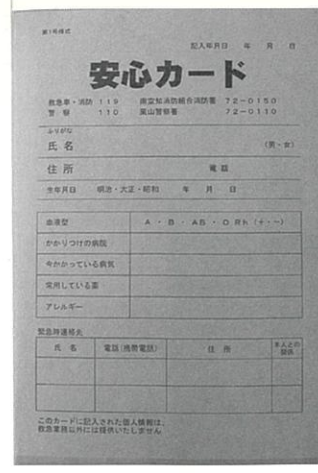 第1号様式
記入年月日 年 月 日
安心カード
救急車・消防 119 南空知消防組合消防署 72-0150
警察 110 栗山警察署 72-0110
ふりがな
氏名 (男・女)
住所 電話
生年月日 明治・大正・昭和 年 月 日
血液型 A ・ B ・ AB ・ O Rh (+・-)
かかりつけの病院
今かかっている病気
常用している薬
アレルギー
緊急時連絡先
氏名 電話(携帯電話) 住所 本人との関係
このカードに記入された個人情報は、
救急業務以外には提供いたしません